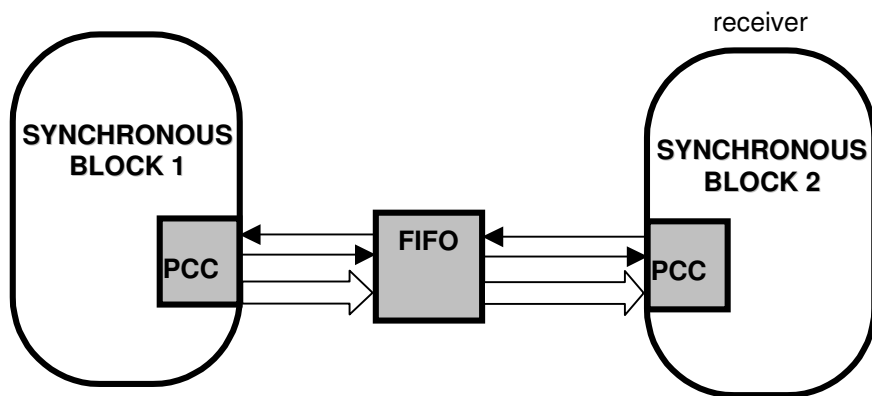 receiver
SYNCHRONOUS
BLOCK 1
SYNCHRONOUS
BLOCK 2
PCC
FIFO
PCC